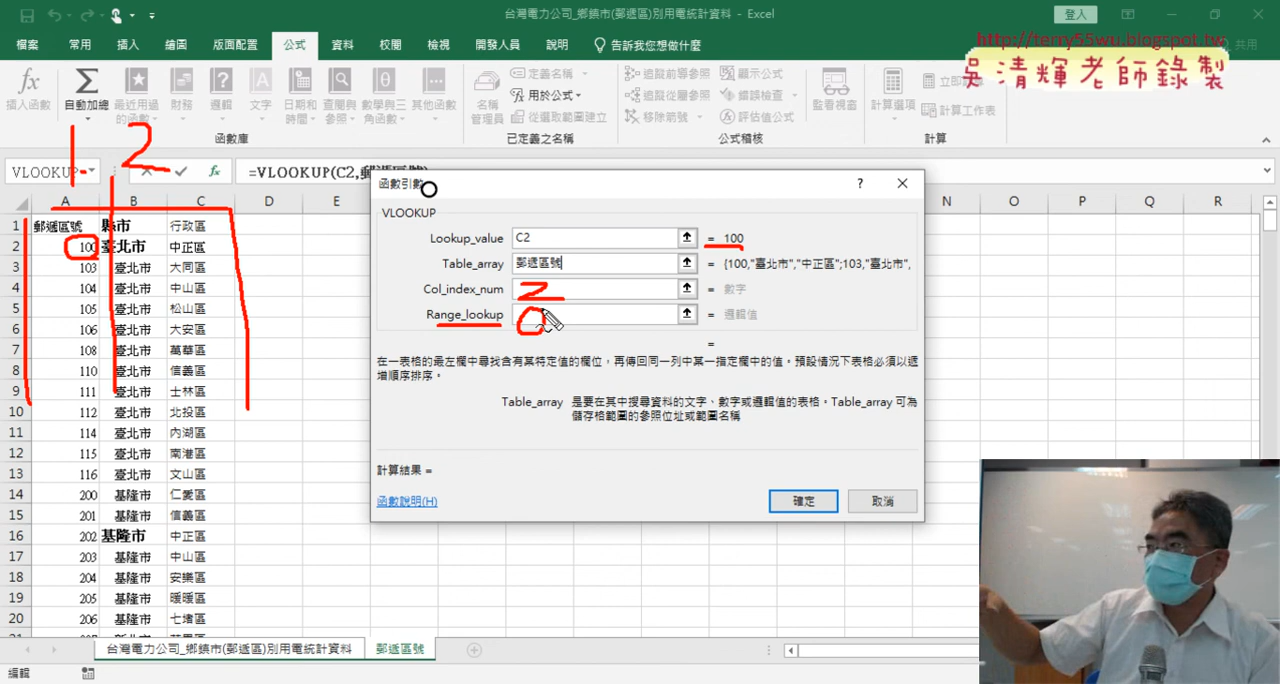 台灣電力公司_鄉鎮市(郵遞區)別用電統計資料 - Excel
登入
檔案 常用 插入 繪圖 版面配置 公式 資料 校閱 檢視 開發人員 說明 告訴我您想做什麼 共用
http://terry55wu.blogspot.tw
吳清輝老師錄製
插入函數 自動加總 最近用過的函數 財務 邏輯 文字 日期和時間 查閱與參照 數學與三角函數 其他函數
名稱管理員 定義名稱 用於公式 從選取範圍建立
追蹤前導參照 追蹤從屬參照 移除箭號 顯示公式 錯誤檢查 評估值公式 監看視窗
計算選項 計算工作表
函數庫 已定義之名稱 公式稽核 計算
1 2
VLOOKUP fx =VLOOKUP(C2,郵遞區號)
A B C D E N O P Q R
1 郵遞區號 縣市 行政區
2 100 臺北市 中正區
3 103 臺北市 大同區
4 104 臺北市 中山區
5 105 臺北市 松山區
6 106 臺北市 大安區
7 108 臺北市 萬華區
8 110 臺北市 信義區
9 111 臺北市 士林區
10 112 臺北市 北投區
11 114 臺北市 內湖區
12 115 臺北市 南港區
13 116 臺北市 文山區
14 200 基隆市 仁愛區
15 201 基隆市 信義區
16 202 基隆市 中正區
17 203 基隆市 中山區
18 204 基隆市 安樂區
19 205 基隆市 暖暖區
20 206 基隆市 七堵區
函數引數
? ×
VLOOKUP
Lookup_value C2 = 100
Table_array 郵遞區號 = {100,"臺北市","中正區";103,"臺北市",
Col_index_num 2 = 數字
Range_lookup 0 = 邏輯值
=
在一表格的最左欄中尋找含有某特定值的欄位，再傳回同一列中某一指定欄中的值。預設情況下表格必須以遞
增順序排序。
Table_array 是要在其中搜尋資料的文字、數字或邏輯值的表格。Table_array 可為
儲存格範圍的參照位址或範圍名稱
計算結果 =
函數說明(H)
確定 取消
台灣電力公司_鄉鎮市(郵遞區)別用電統計資料 郵遞區號
編輯